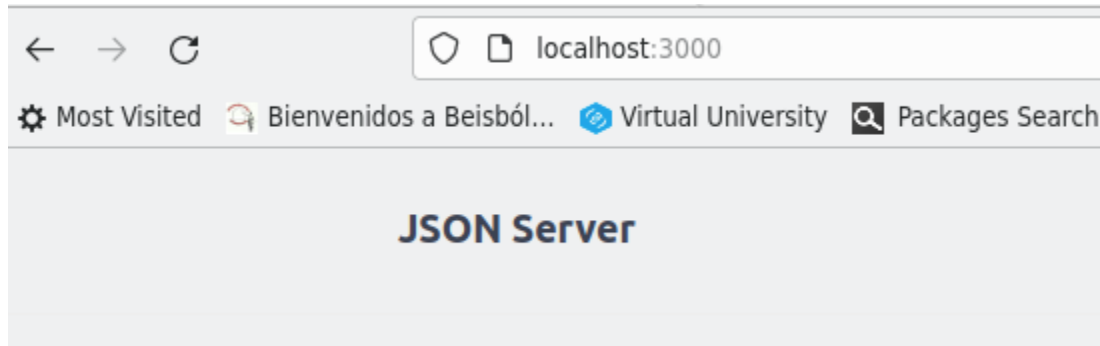 localhost:3000
Most Visited Bienvenidos a Beisból... Virtual University Packages Search
JSON Server